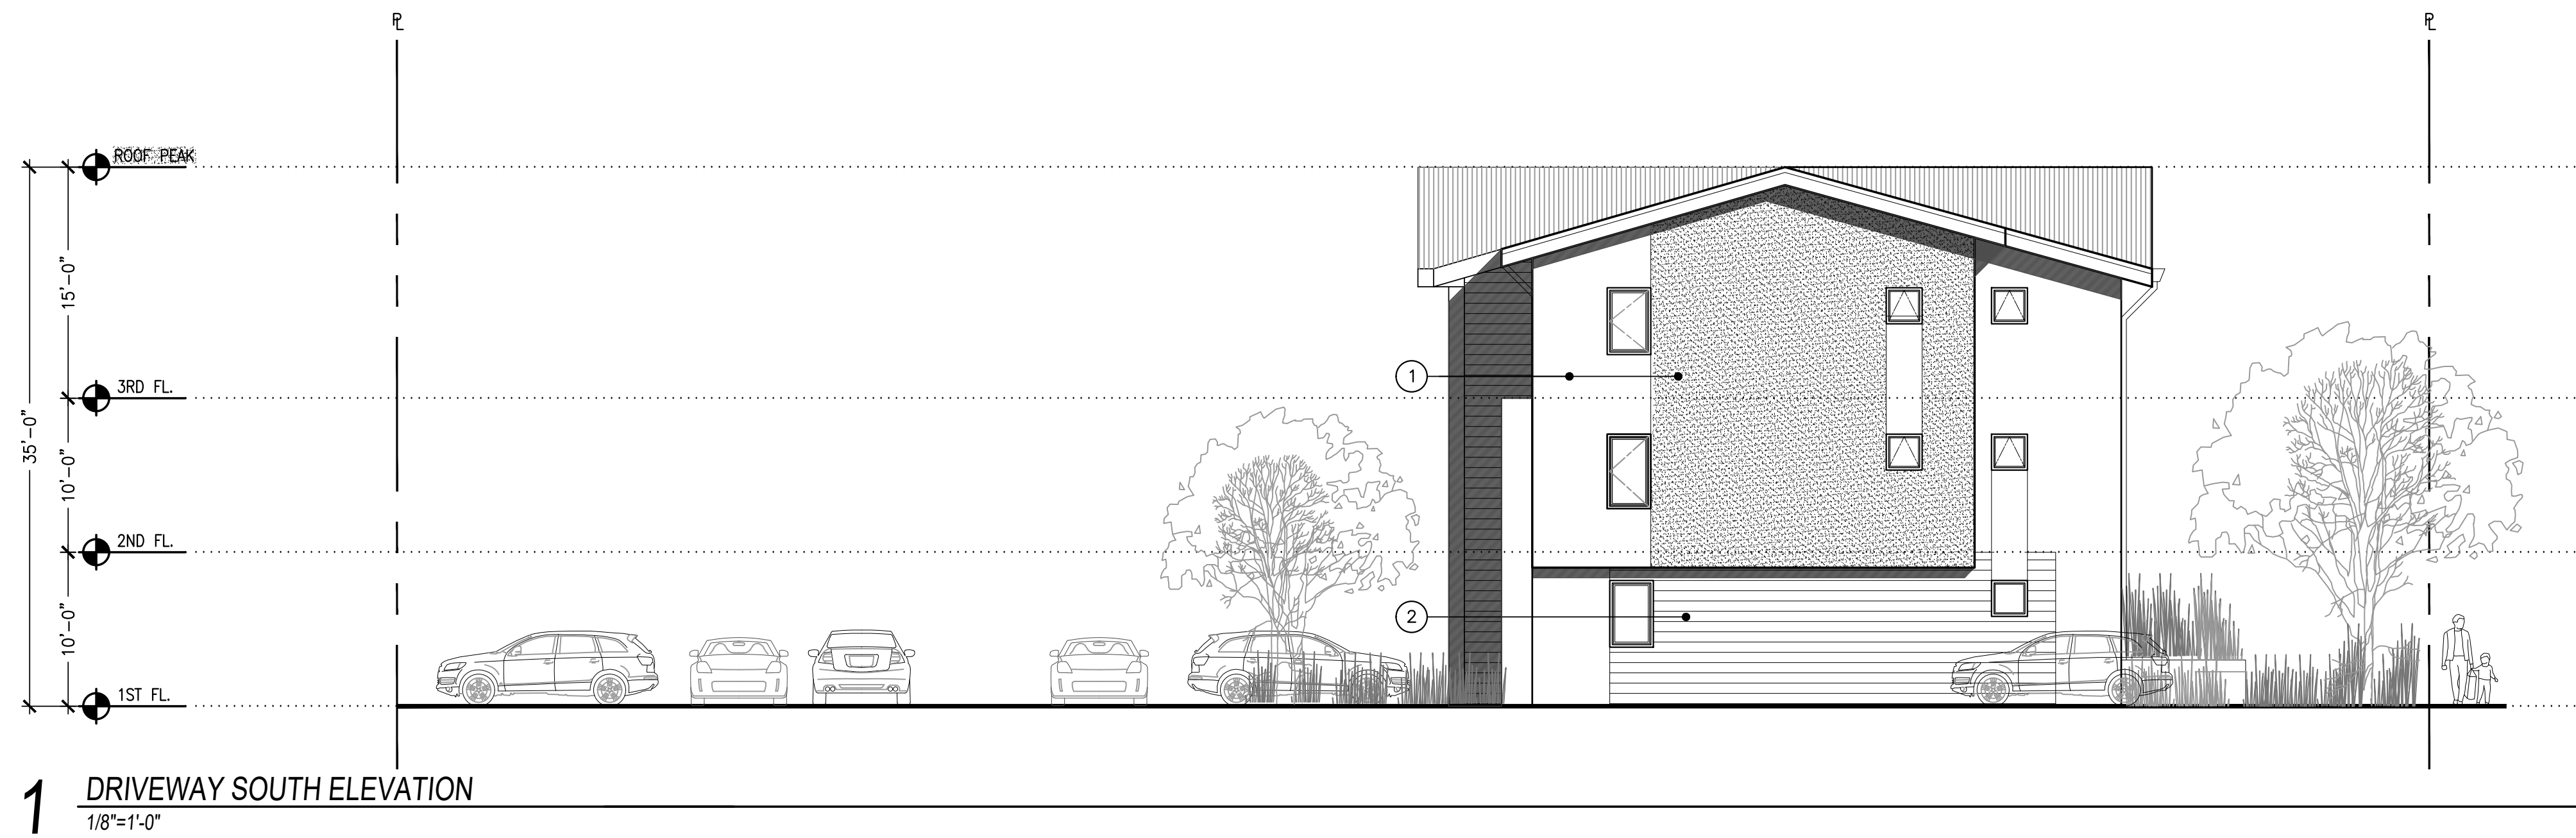 PL
PL
ROOF PEAK
15'-0"
3RD FL.
1
35'-0"
10'-0"
2ND FL.
2
10'-0"
1ST FL.
1 DRIVEWAY SOUTH ELEVATION
1/8"=1'-0"